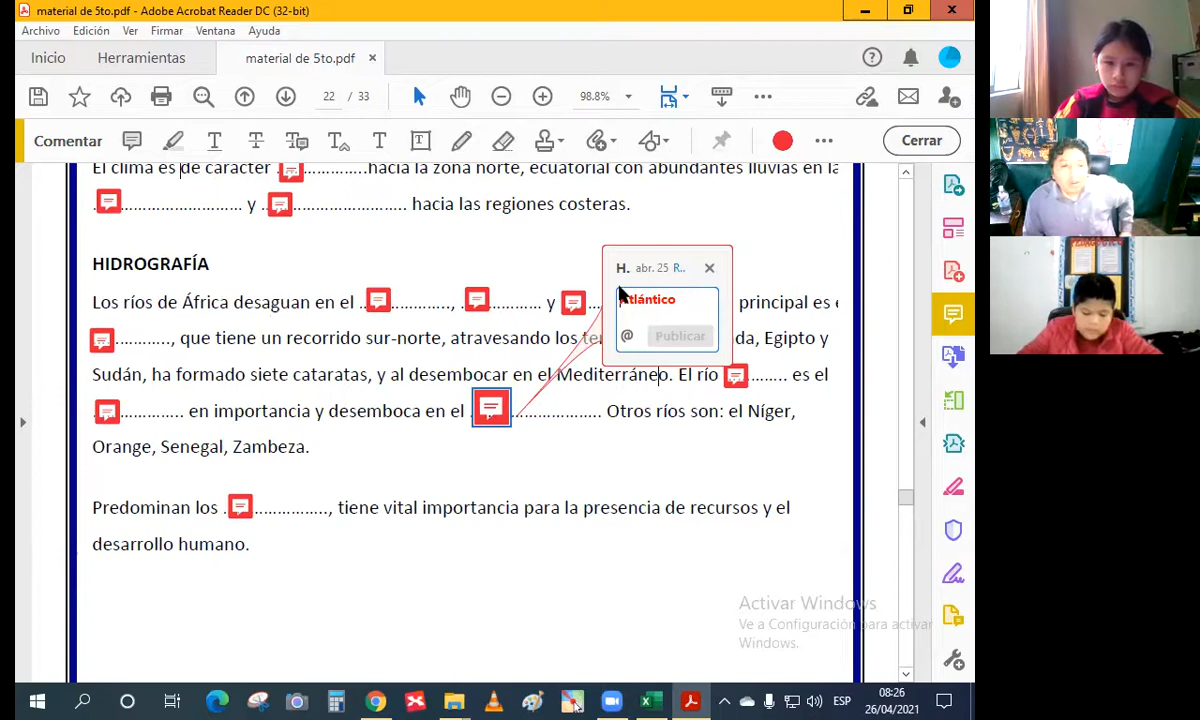 material de 5to.pdf - Adobe Acrobat Reader DC (32-bit)
Archivo Edición Ver Firmar Ventana Ayuda
Inicio Herramientas material de 5to.pdf
22 / 33 98.8%
Comentar Cerrar
El clima es de carácter ................hacia la zona norte, ecuatorial con abundantes lluvias en la
............................ y .......................... hacia las regiones costeras.
HIDROGRAFÍA
Los ríos de África desaguan en el ..............., ............. y ... principal es e
............, que tiene un recorrido sur-norte, atravesando los Egipto y
Sudán, ha formado siete cataratas, y al desembocar en el Mediterráneo. El río .......... es el
................ en importancia y desemboca en el ....................... Otros ríos son: el Níger,
Orange, Senegal, Zambeza.
Predominan los .................., tiene vital importancia para la presencia de recursos y el
desarrollo humano.
H. abr. 25 R..
Atlántico
@ Publicar
Activar Windows
Ve a Configuración para activar
Windows.
ESP
08:26
26/04/2021